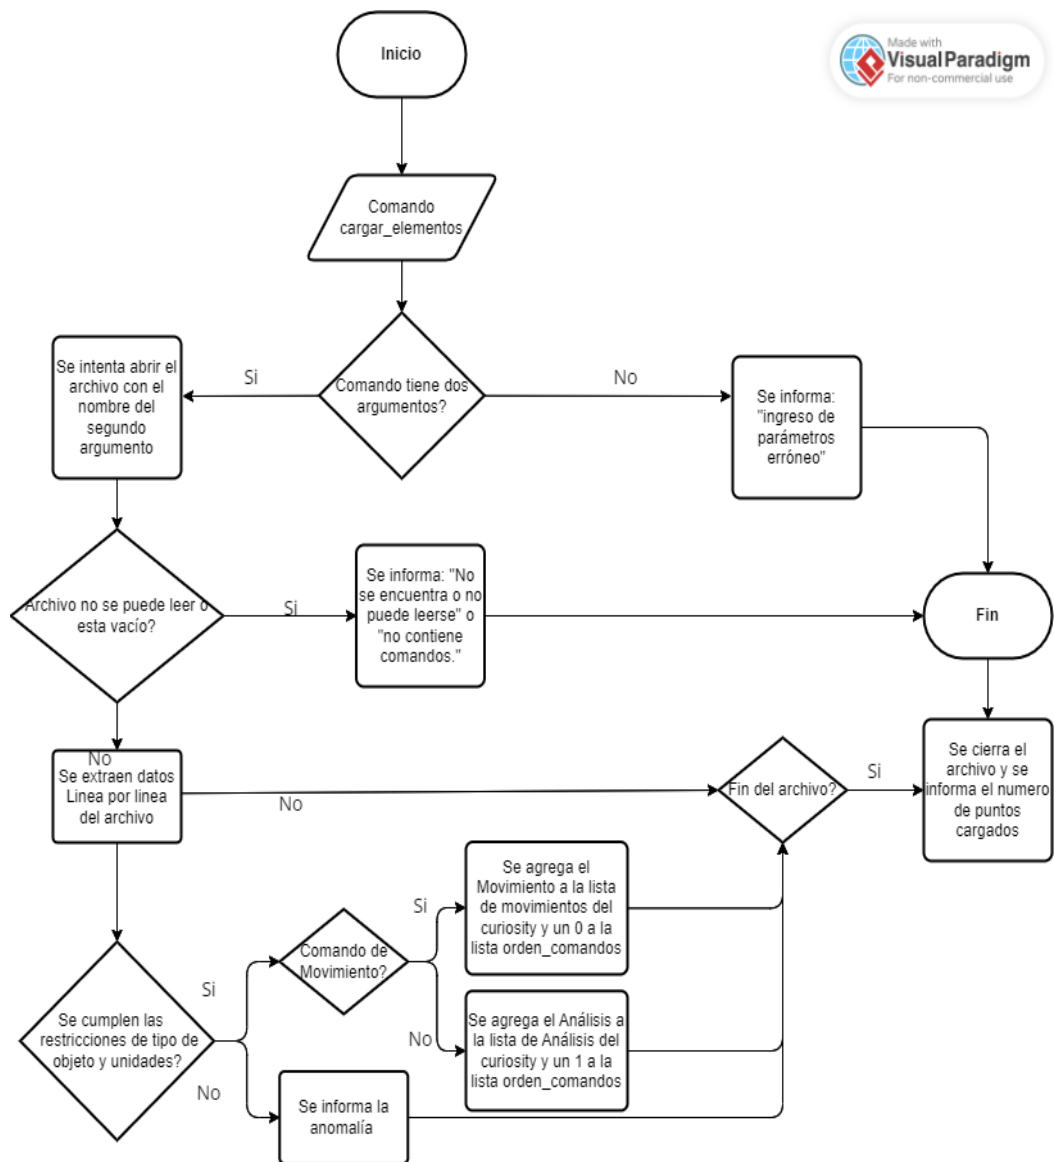 Inicio
Made with
Visual Paradigm
For non-commercial use
Comando
cargar_elementos
Se intenta abrir el
archivo con el
nombre del
segundo
argumento
Si
Comando tiene dos
argumentos?
No
Se informa:
"ingreso de
parámetros
erróneo"
Archivo no se puede leer o
esta vacío?
Si
Se informa: "No
se encuentra o no
puede leerse" o
"no contiene
comandos."
Fin
No
Se extraen datos
Linea por linea
del archivo
No
Fin del archivo?
Si
Se cierra el
archivo y se
informa el numero
de puntos
cargados
Se cumplen las
restricciones de tipo de
objeto y unidades?
Si
No
Comando de
Movimiento?
Si
No
Se agrega el
Movimiento a la lista
de movimientos del
curiosity y un 0 a la
lista orden_comandos
Se agrega el Análisis a
la lista de Análisis del
curiosity y un 1 a la
lista orden_comandos
Se informa la
anomalía